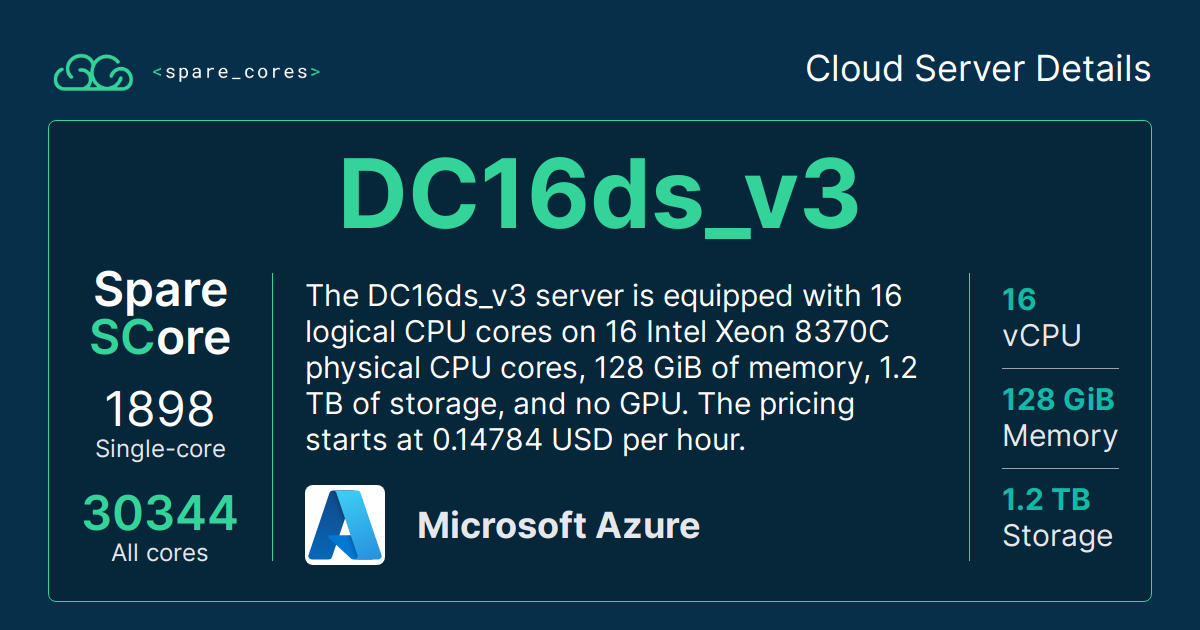 <spare_cores>
Cloud Server Details
DC16ds_v3
Spare
SCore
1898
Single-core
30344
All cores
The DC16ds_v3 server is equipped with 16
logical CPU cores on 16 Intel Xeon 8370C
physical CPU cores, 128 GiB of memory, 1.2
TB of storage, and no GPU. The pricing
starts at 0.14784 USD per hour.
Microsoft Azure
16
vCPU
128 GiB
Memory
1.2 TB
Storage